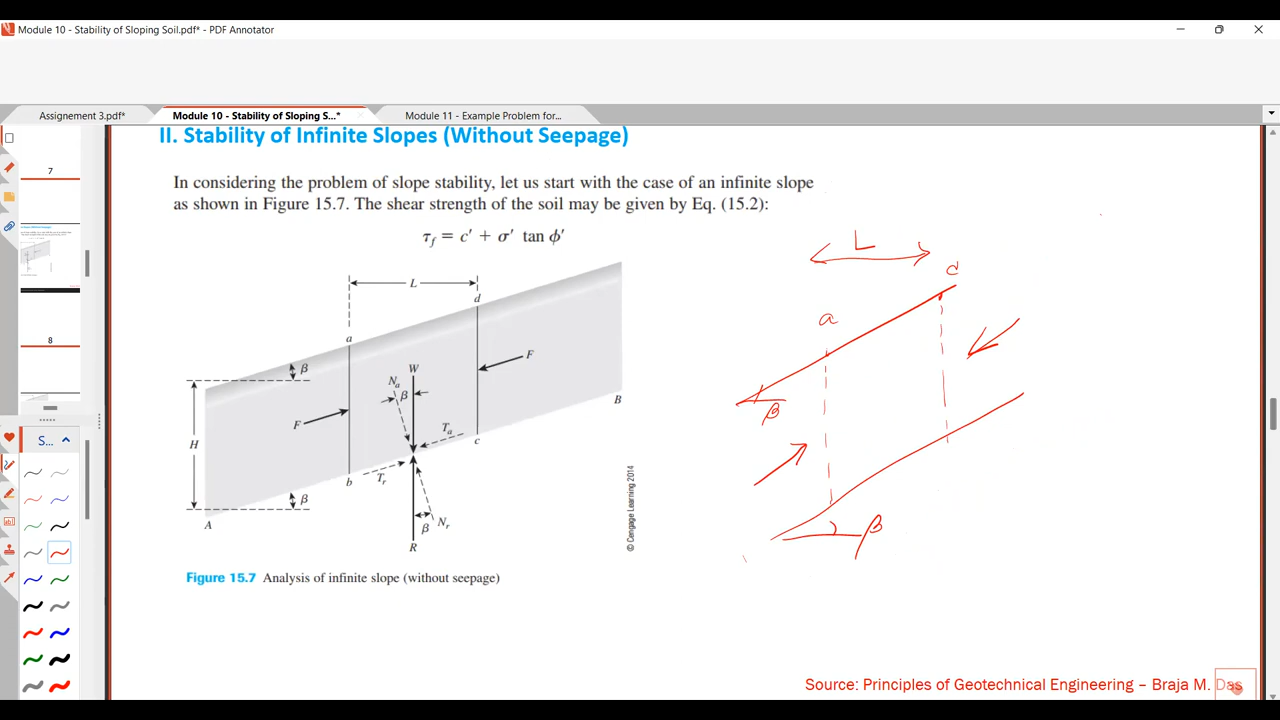 Module 10 - Stability of Sloping Soil.pdf* - PDF Annotator
Assignement 3.pdf*
Module 10 - Stability of Sloping S...*
Module 11 - Example Problem for...
II. Stability of Infinite Slopes (Without Seepage)
In considering the problem of slope stability, let us start with the case of an infinite slope
as shown in Figure 15.7. The shear strength of the soil may be given by Eq. (15.2):
τf = c′ + σ′ tan ϕ′
7
8
S...
L
d
a
β
W
Na
β
F
F
H
Ta
B
c
Tr
b
β
A
Nr
β
R
© Cengage Learning 2014
Figure 15.7 Analysis of infinite slope (without seepage)
L
d
a
β
β
Source: Principles of Geotechnical Engineering – Braja M. Das